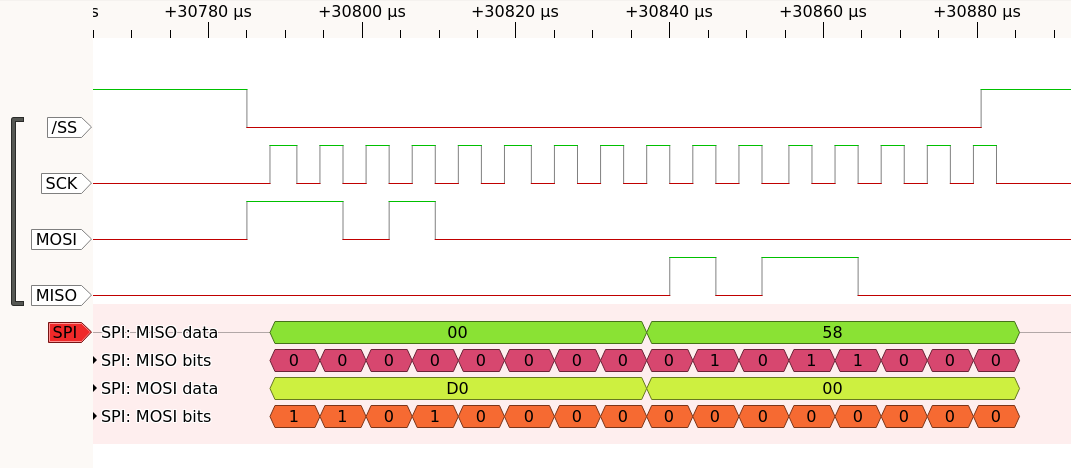 s +30780 µs +30800 µs +30820 µs +30840 µs +30860 µs +30880 µs
/SS
SCK
MOSI
MISO
SPI SPI: MISO data 00 58
SPI: MISO bits 0 0 0 0 0 0 0 0 0 1 0 1 1 0 0 0
SPI: MOSI data D0 00
SPI: MOSI bits 1 1 0 1 0 0 0 0 0 0 0 0 0 0 0 0